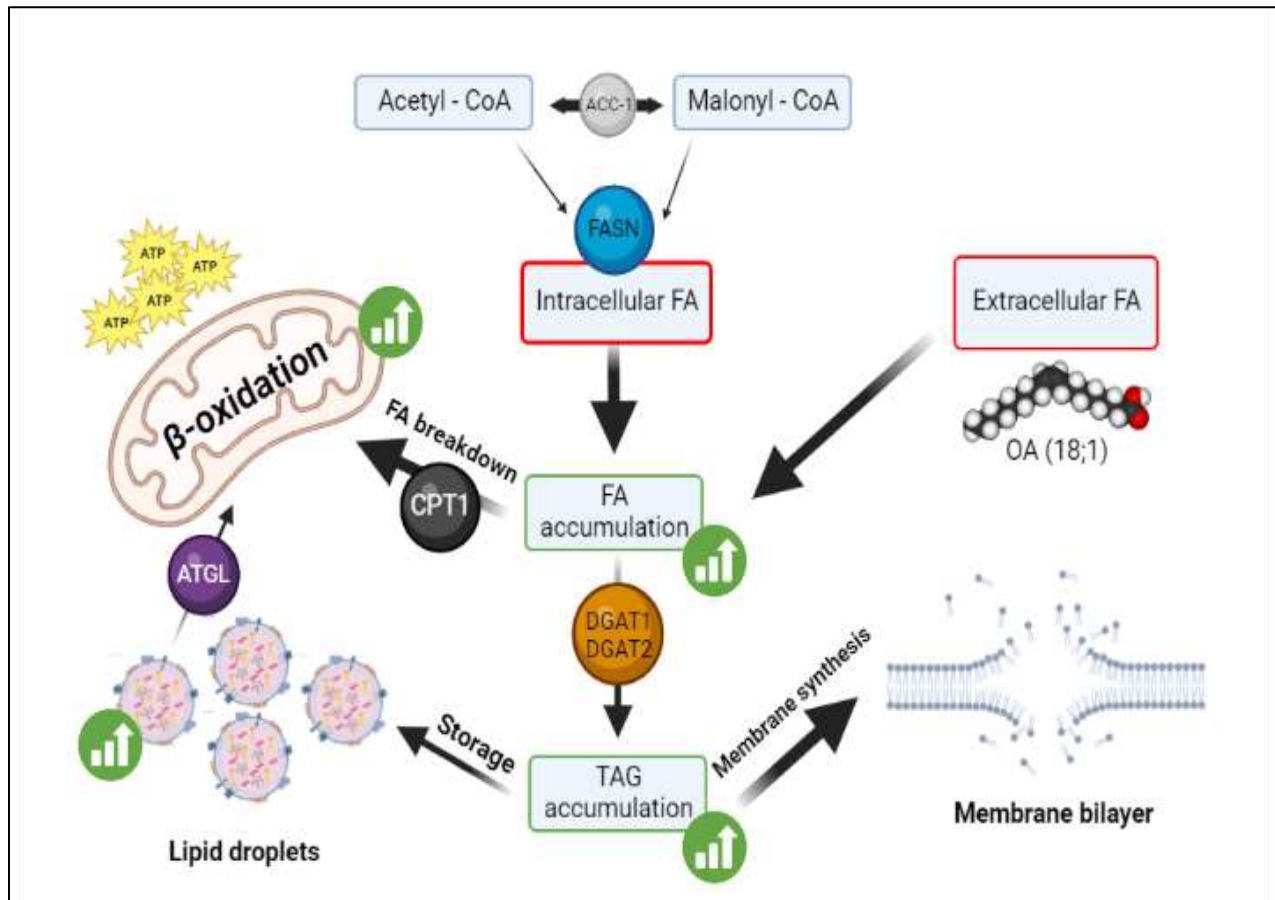 Acetyl - CoA
ACC-1
Malonyl - CoA
FASN
Intracellular FA
Extracellular FA
OA (18;1)
ATP
ATP
ATP
ATP
β-oxidation
FA breakdown
CPT1
FA
accumulation
ATGL
DGAT1
DGAT2
Storage
Membrane synthesis
TAG
accumulation
Lipid droplets
Membrane bilayer